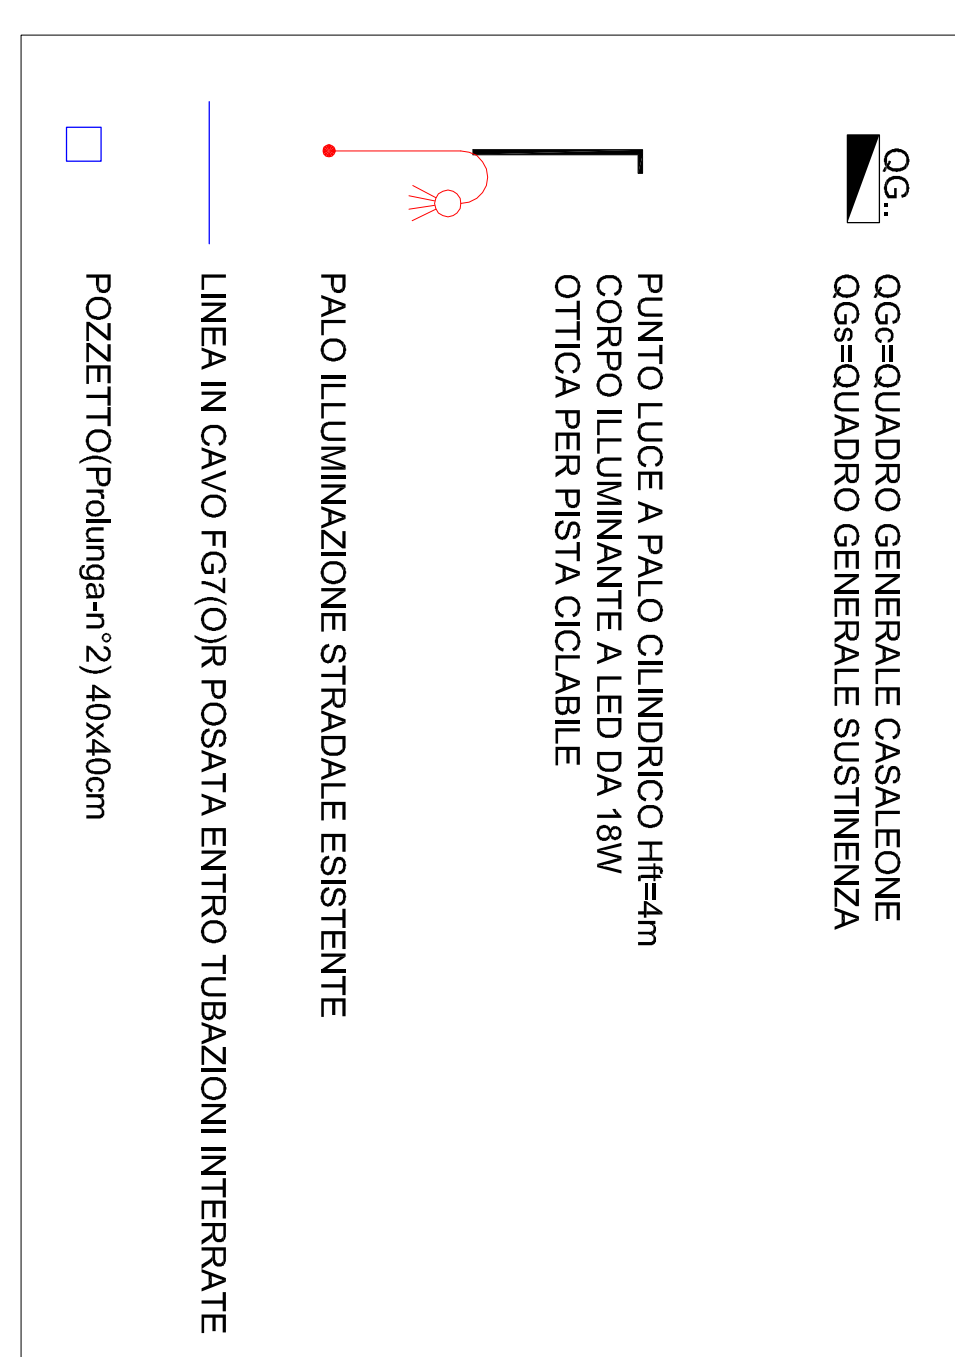 QG..
QGc=QUADRO GENERALE CASALEONE
QGs=QUADRO GENERALE SUSTINENZA
PUNTO LUCE A PALO CILINDRICO Hft=4m
CORPO ILLUMINANTE A LED DA 18W
OTTICA PER PISTA CICLABILE
PALO ILLUMINAZIONE STRADALE ESISTENTE
LINEA IN CAVO FG7(O)R POSATA ENTRO TUBAZIONI INTERRATE
POZZETTO(Prolunga-n°2) 40x40cm